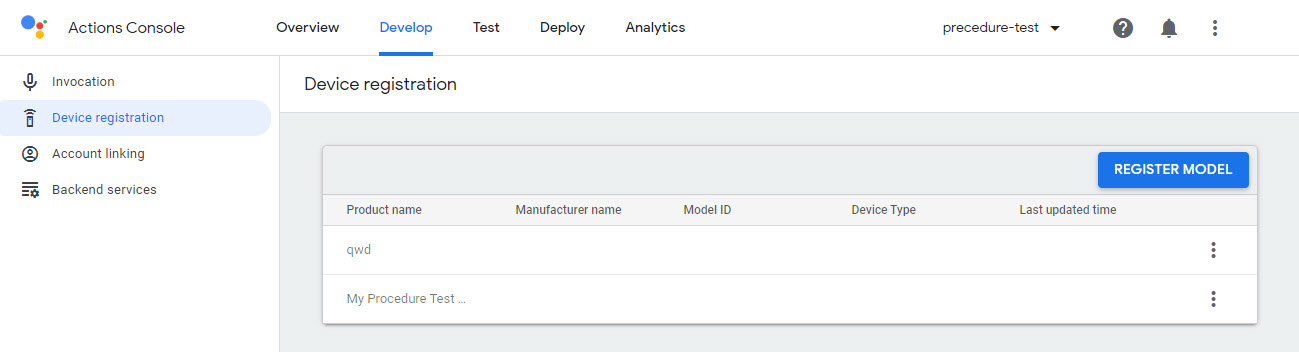 Actions Console Overview Develop Test Deploy Analytics precedure-test
Invocation
Device registration
Account linking
Backend services
Device registration
REGISTER MODEL
Product name Manufacturer name Model ID Device Type Last updated time
qwd
My Procedure Test ...